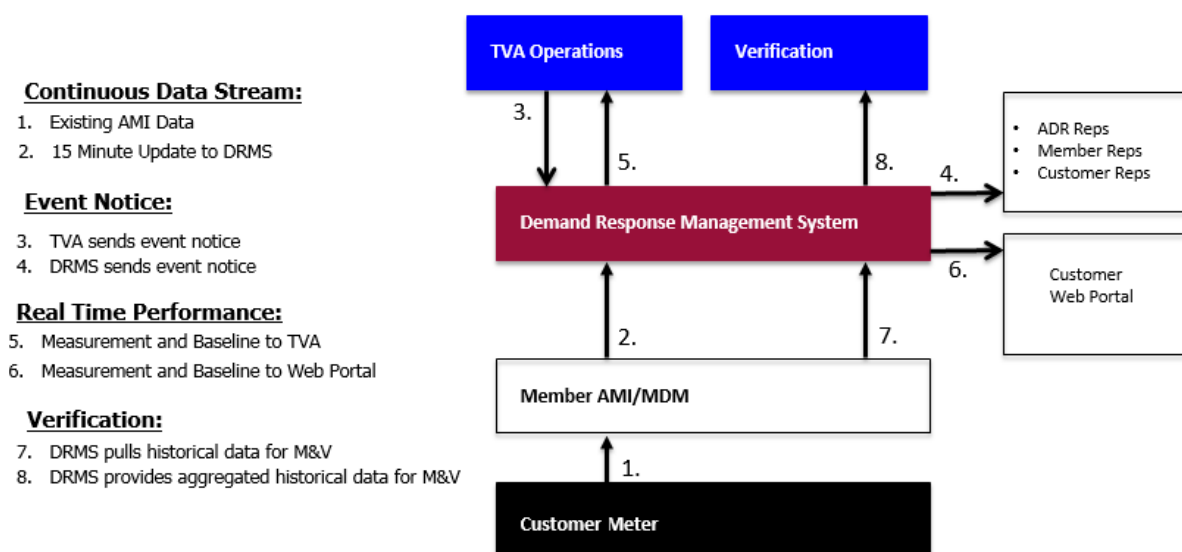 Continuous Data Stream:
1. Existing AMI Data
2. 15 Minute Update to DRMS
Event Notice:
3. TVA sends event notice
4. DRMS sends event notice
Real Time Performance:
5. Measurement and Baseline to TVA
6. Measurement and Baseline to Web Portal
Verification:
7. DRMS pulls historical data for M&V
8. DRMS provides aggregated historical data for M&V
TVA Operations
Verification
3.
5.
8.
4.
• ADR Reps
• Member Reps
• Customer Reps
Demand Response Management System
6.
Customer
Web Portal
2.
7.
Member AMI/MDM
1.
Customer Meter